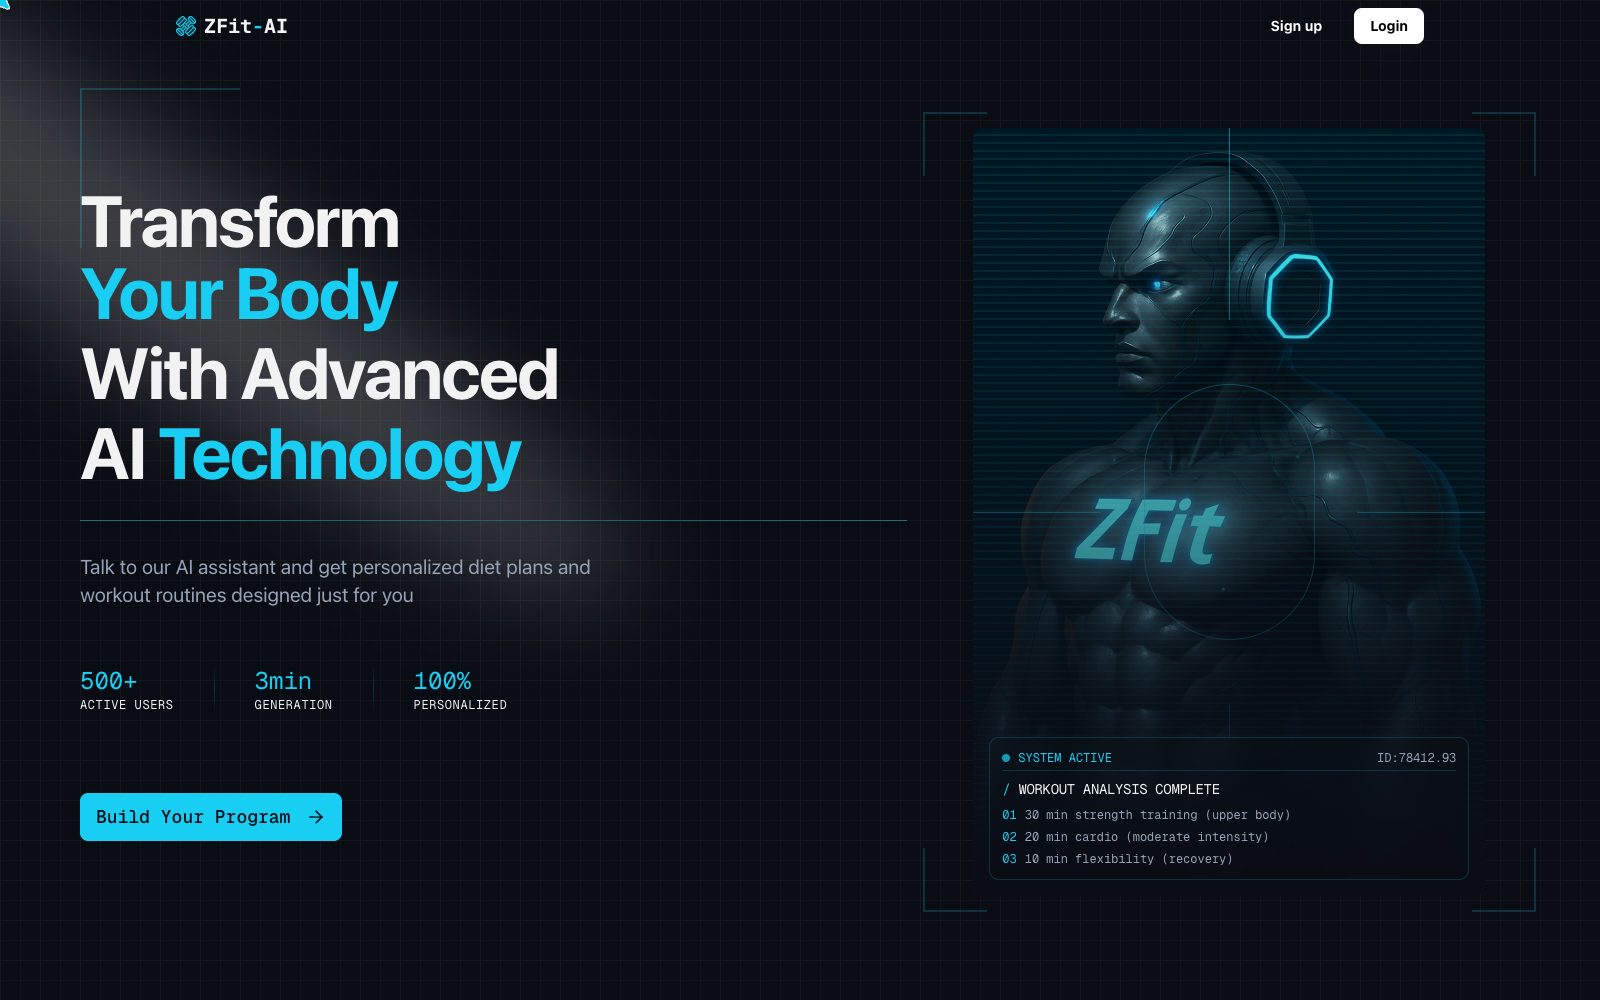 ZFit-AI
Sign up
Login
Transform
Your Body
With Advanced
AI Technology
Talk to our AI assistant and get personalized diet plans and
workout routines designed just for you
500+
ACTIVE USERS
3min
GENERATION
100%
PERSONALIZED
Build Your Program
ZFit
SYSTEM ACTIVE
ID:78412.93
/ WORKOUT ANALYSIS COMPLETE
01 30 min strength training (upper body)
02 20 min cardio (moderate intensity)
03 10 min flexibility (recovery)